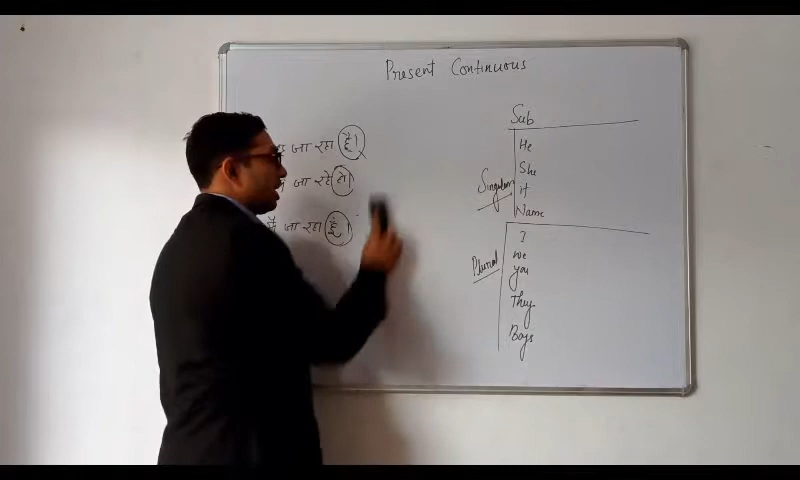 Present Continuous
जा रहा है।
जा रहे हो।
मैं जा रहा हूँ।
Sub
Singular
He
She
it
Name
Plural
I
we
you
They
Boys